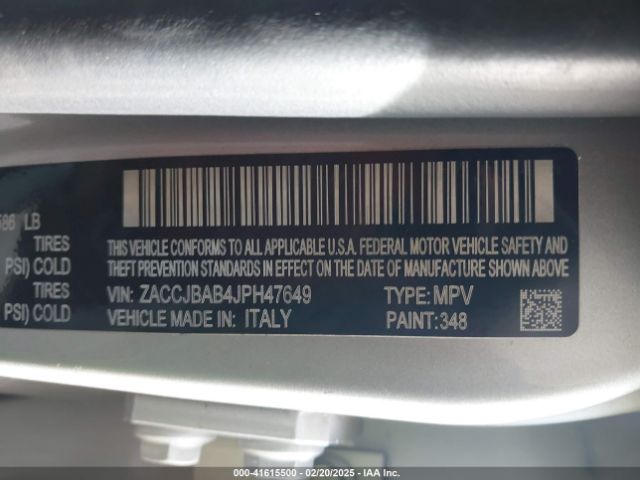 586 LB
TIRES
PSI) COLD
TIRES
PSI) COLD
THIS VEHICLE CONFORMS TO ALL APPLICABLE U.S.A. FEDERAL MOTOR VEHICLE SAFETY AND
THEFT PREVENTION STANDARDS IN EFFECT ON THE DATE OF MANUFACTURE SHOWN ABOVE
VIN: ZACCJBAB4JPH47649 TYPE: MPV
VEHICLE MADE IN: ITALY PAINT: 348
000-41615500 - 02/20/2025 - IAA Inc.